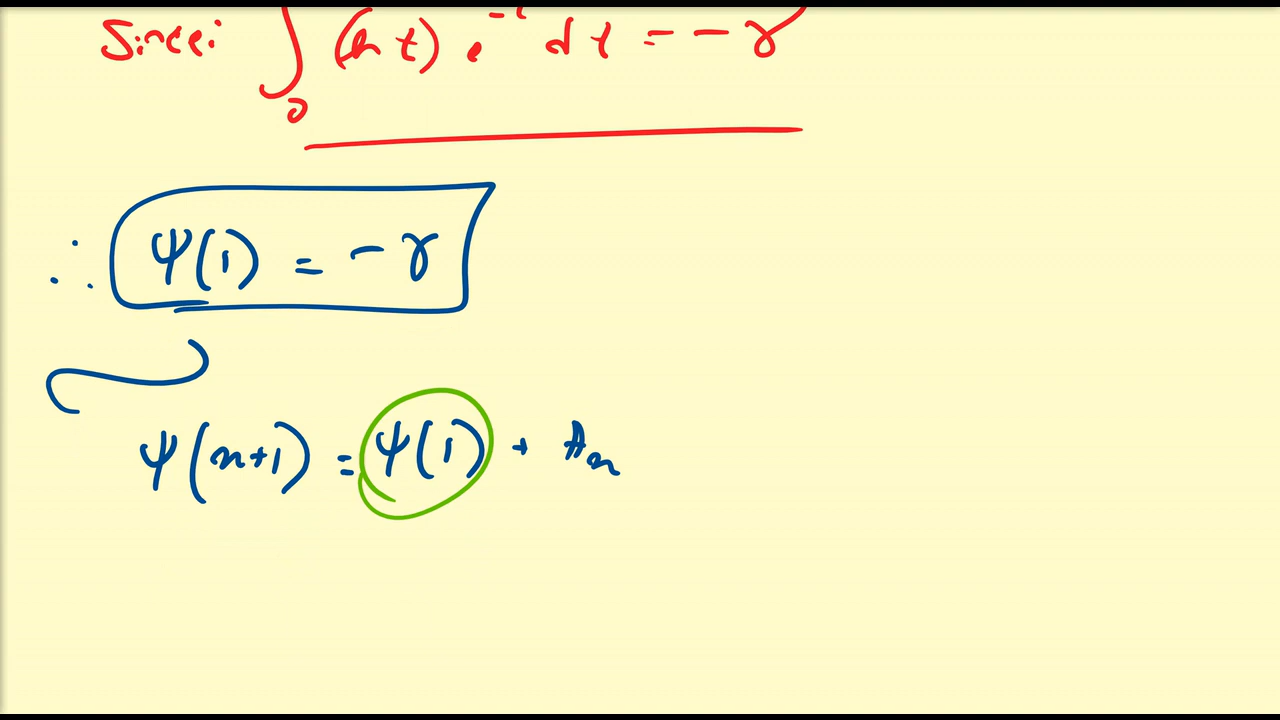 Since: ∫₀ (ln t) e^-t dt = - γ
∴ ψ(1) = - γ
ψ(n+1) = ψ(1) + Hₙ